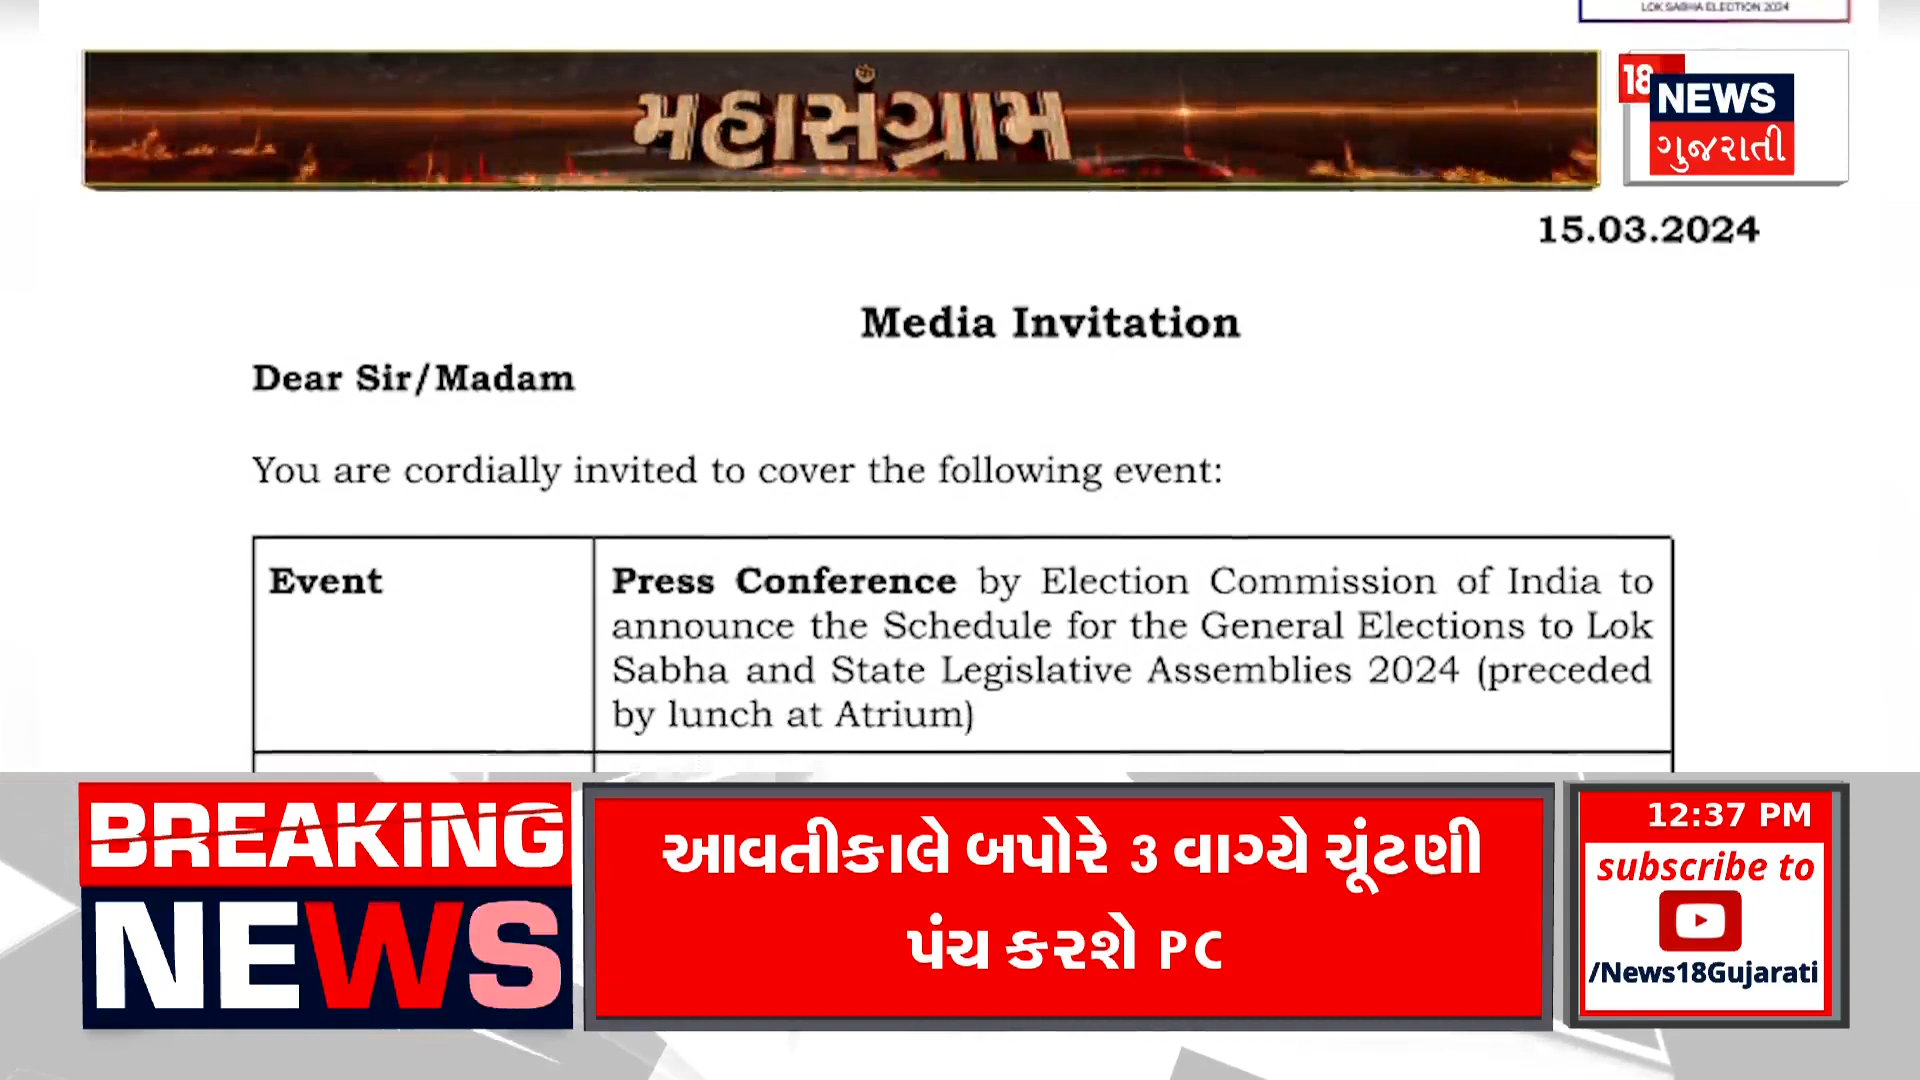 LOK SABHA ELECTION 2024
મહાસંગ્રામ
18
NEWS
ગુજરાતી
15.03.2024
Media Invitation
Dear Sir/Madam
You are cordially invited to cover the following event:
Event
Press Conference by Election Commission of India to
announce the Schedule for the General Elections to Lok
Sabha and State Legislative Assemblies 2024 (preceded
by lunch at Atrium)
BREAKING
NEWS
આવતીકાલે બપોરે 3 વાગ્યે ચૂંટણી
પંચ કરશે PC
12:37 PM
subscribe to
/News18Gujarati